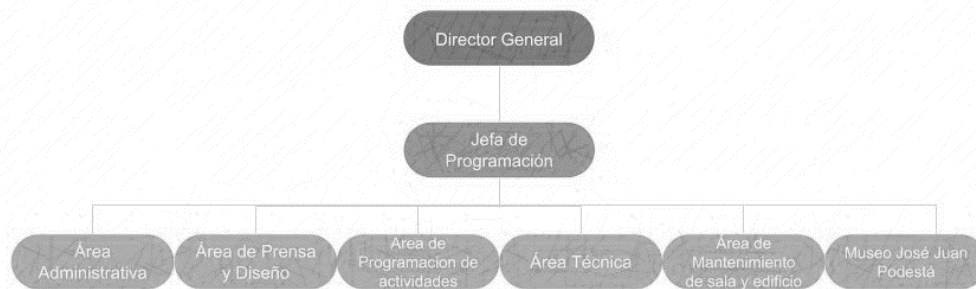 Director General
Jefa de
Programación
Área
Administrativa
Área de Prensa
y Diseño
Área de
Programacion de
actividades
Área Técnica
Área de
Mantenimiento
de sala y edificio
Museo José Juan
Podestá